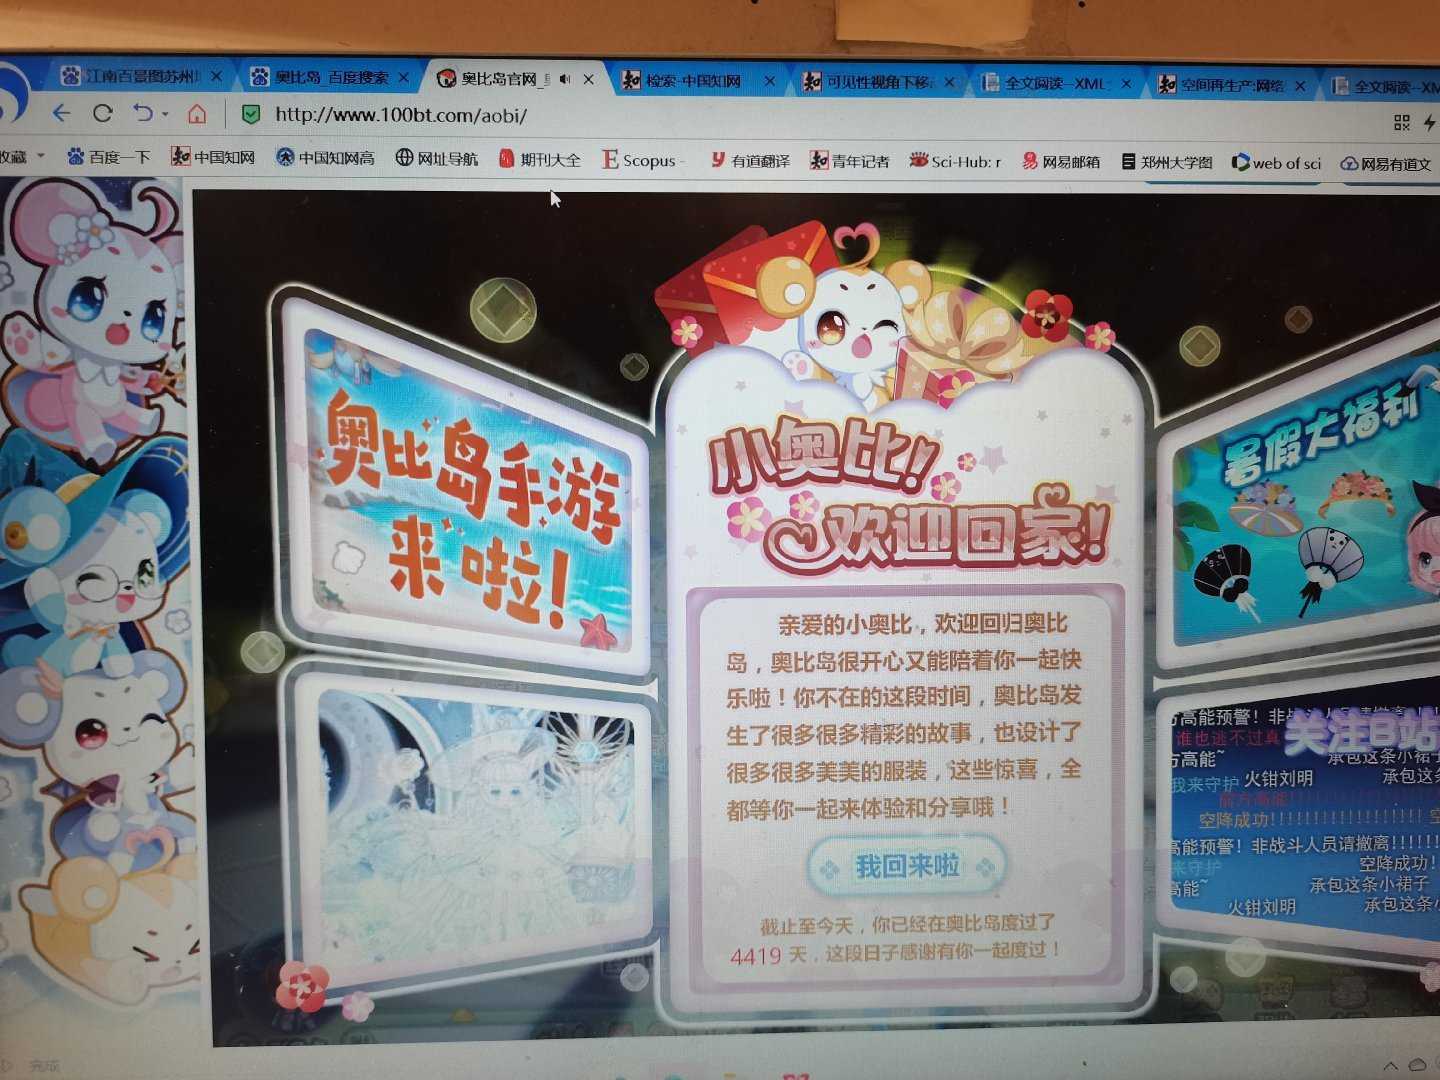 江南百景图苏州
奥比岛_百度搜索
奥比岛官网_
检索-中国知网
可见性视角下移
全文阅读--XML
空间再生产:网络
全文阅读--XM
http://www.100bt.com/aobi/
收藏
百度一下
中国知网
中国知网高
网址导航
期刊大全
Scopus -
有道翻译
青年记者
Sci-Hub: r
网易邮箱
郑州大学图
web of sci
网易有道文
奥比岛手游
来啦!
小奥比!
欢迎回家!
亲爱的小奥比，欢迎回归奥比
岛，奥比岛很开心又能陪着你一起快
乐啦！你不在的这段时间，奥比岛发
生了很多很多精彩的故事，也设计了
很多很多美美的服装，这些惊喜，全
都等你一起来体验和分享哦！
我回来啦
截止至今天，你已经在奥比岛度过了
4419 天，这段日子感谢有你一起度过！
暑假大福利
关注B站
方高能预警！非战斗人员请撤离
谁也逃不过真
方高能~
承包这条小裙子
我来守护
火钳刘明
承包这条
前方高能!!!!!!!!!!
空降成功!!!!!!!!!!!!!!!!!!
高能预警！非战斗人员请撤离!!!!!!
来守护
空降成功!
高能~
承包这条小裙子
火钳刘明
承包这条小
完成